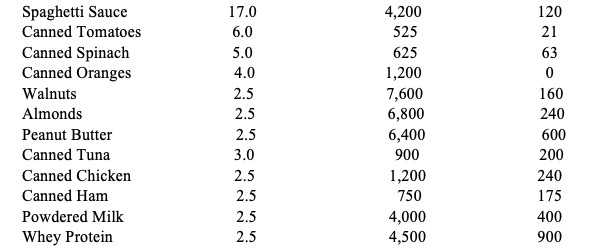 Spaghetti Sauce 17.0 4,200 120
Canned Tomatoes 6.0 525 21
Canned Spinach 5.0 625 63
Canned Oranges 4.0 1,200 0
Walnuts 2.5 7,600 160
Almonds 2.5 6,800 240
Peanut Butter 2.5 6,400 600
Canned Tuna 3.0 900 200
Canned Chicken 2.5 1,200 240
Canned Ham 2.5 750 175
Powdered Milk 2.5 4,000 400
Whey Protein 2.5 4,500 900